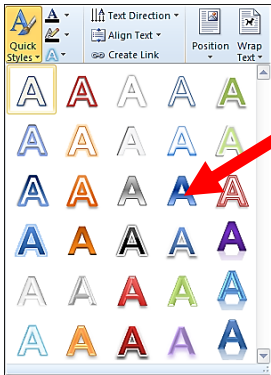 Text Direction
Align Text
Create Link
Quick
Styles
Position
Wrap
Text
A A A A A
A A A A A
A A A A A
A A A A A
A A A A A
A A A A A